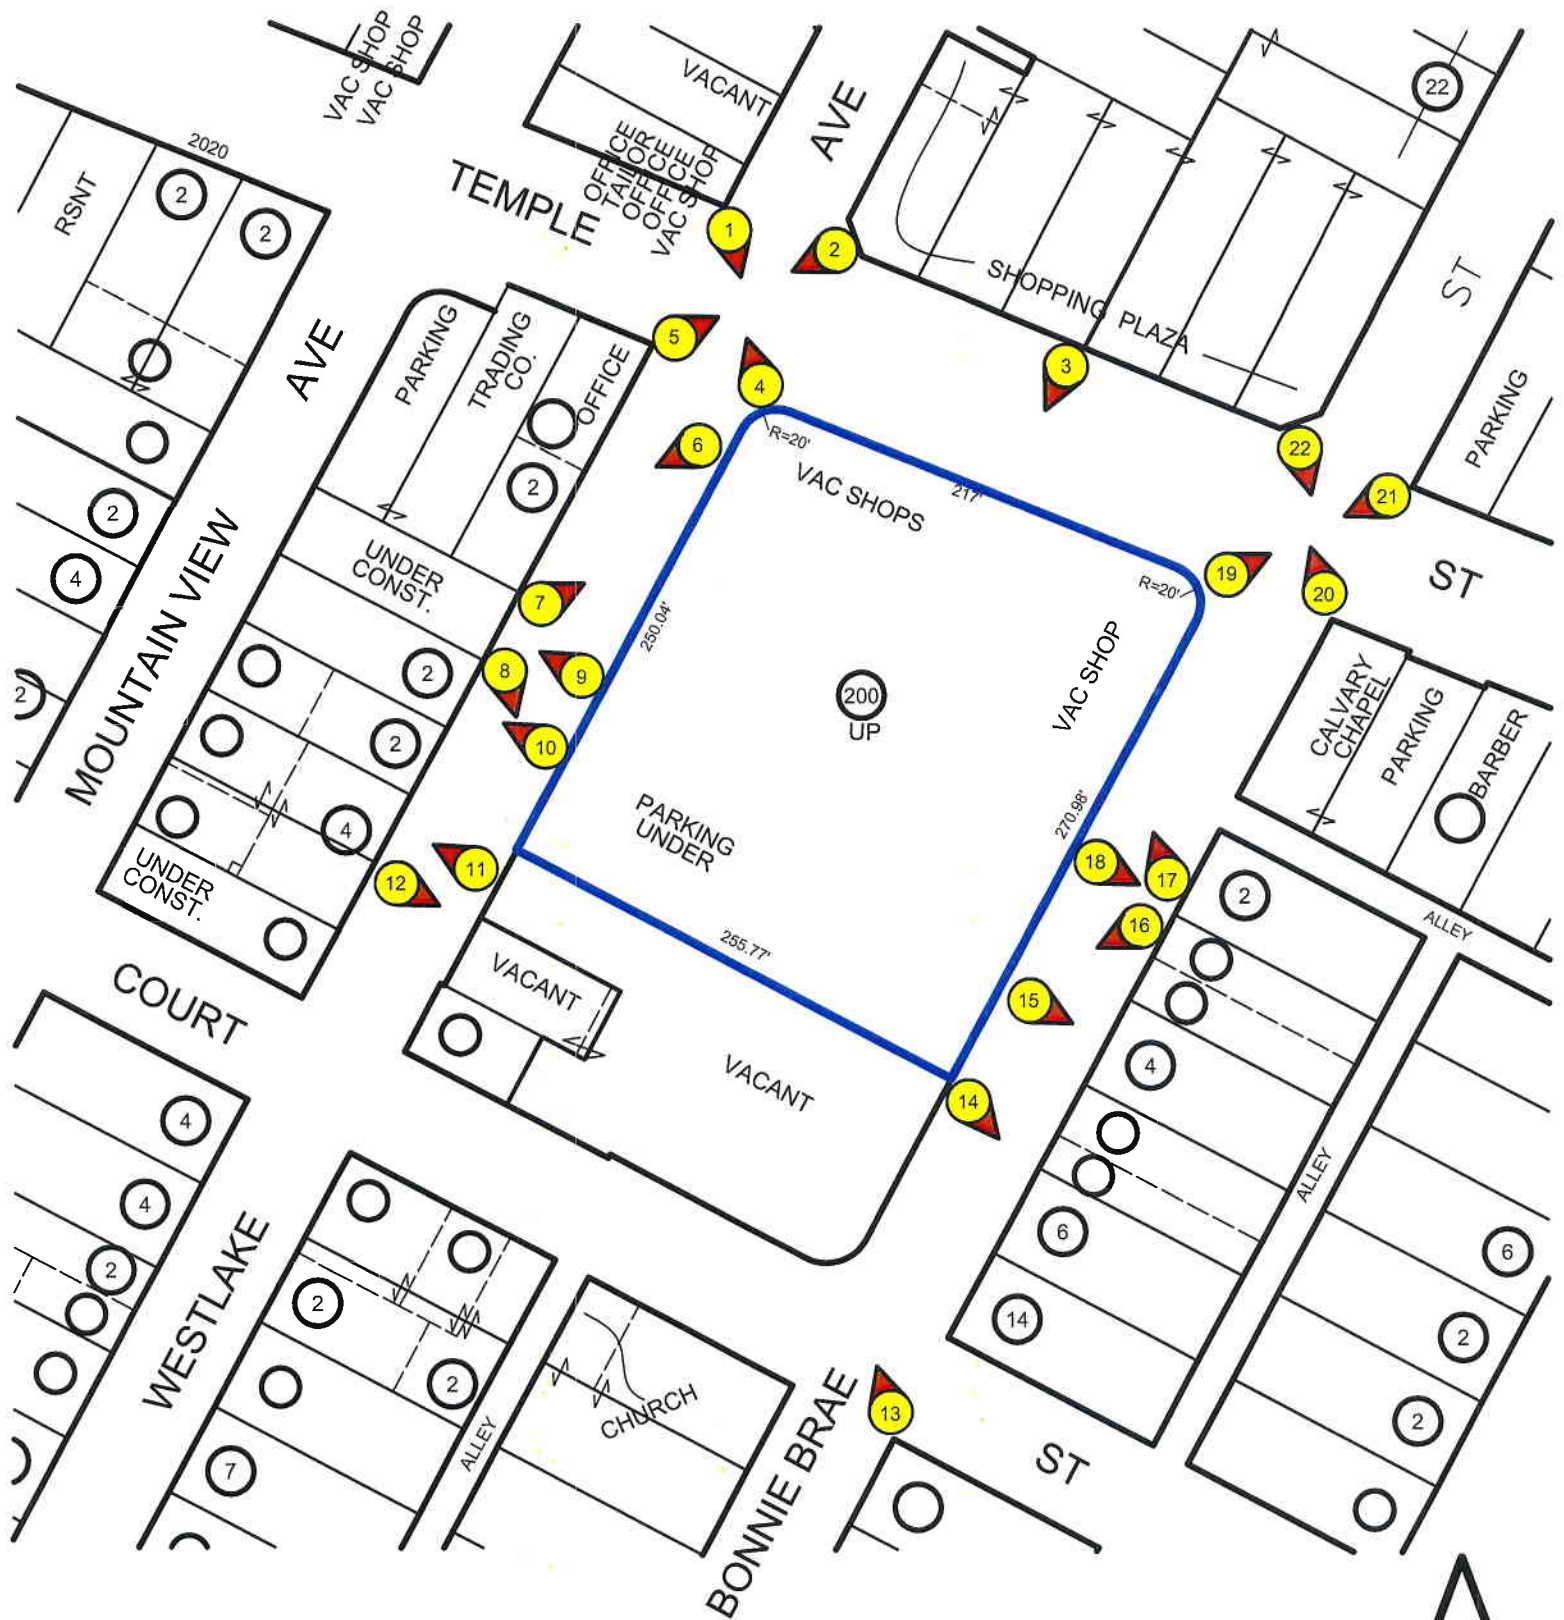 VAC SHOP
VAC SHOP
VACANT
AVE
22
2020
TEMPLE
OFFICE
TAILOR
OFFICE
OFFICE
VAC SHOP
RSNT
2
2
1
2
SHOPPING PLAZA
ST
AVE
PARKING
TRADING
CO.
OFFICE
5
4
3
PARKING
R=20'
6
22
21
VAC SHOPS
217'
2
2
4
MOUNTAIN VIEW
UNDER
CONST.
7
250.04'
R=20'
19
20
ST
8
9
2
2
VAC SHOP
200
UP
10
2
4
CALVARY
CHAPEL
PARKING
BARBER
PARKING
UNDER
270.98'
UNDER
CONST.
12
11
18
17
16
2
ALLEY
255.77'
VACANT
COURT
15
VACANT
14
4
4
4
2
ALLEY
6
6
WESTLAKE
2
2
14
2
2
CHURCH
ALLEY
7
BONNIE BRAE
13
ST